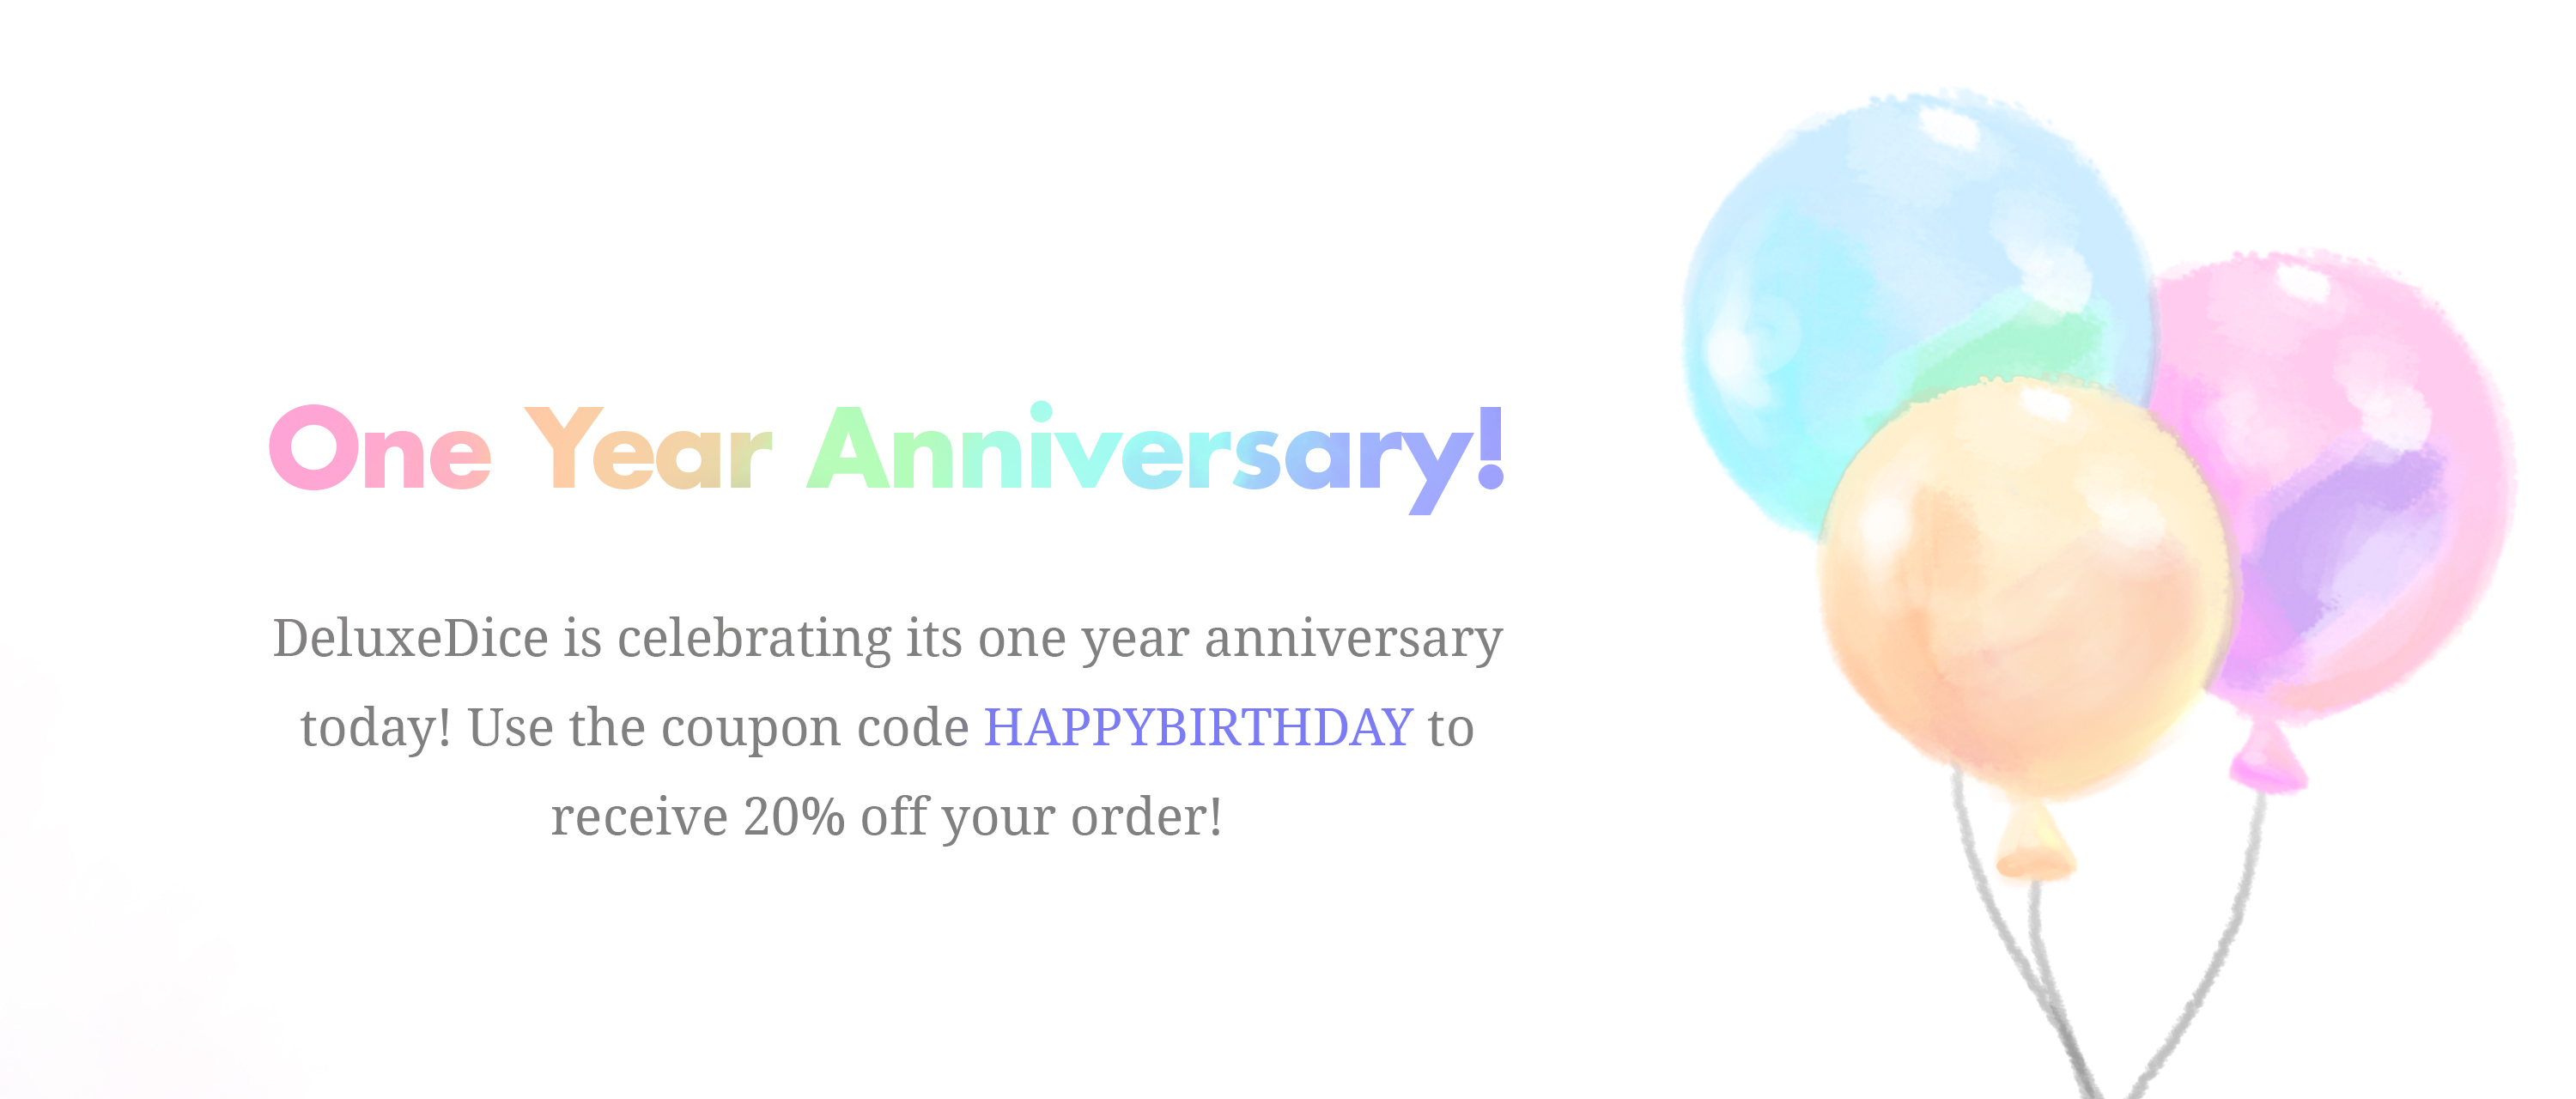 One Year Anniversary!
DeluxeDice is celebrating its one year anniversary
today! Use the coupon code HAPPYBIRTHDAY to
receive 20% off your order!